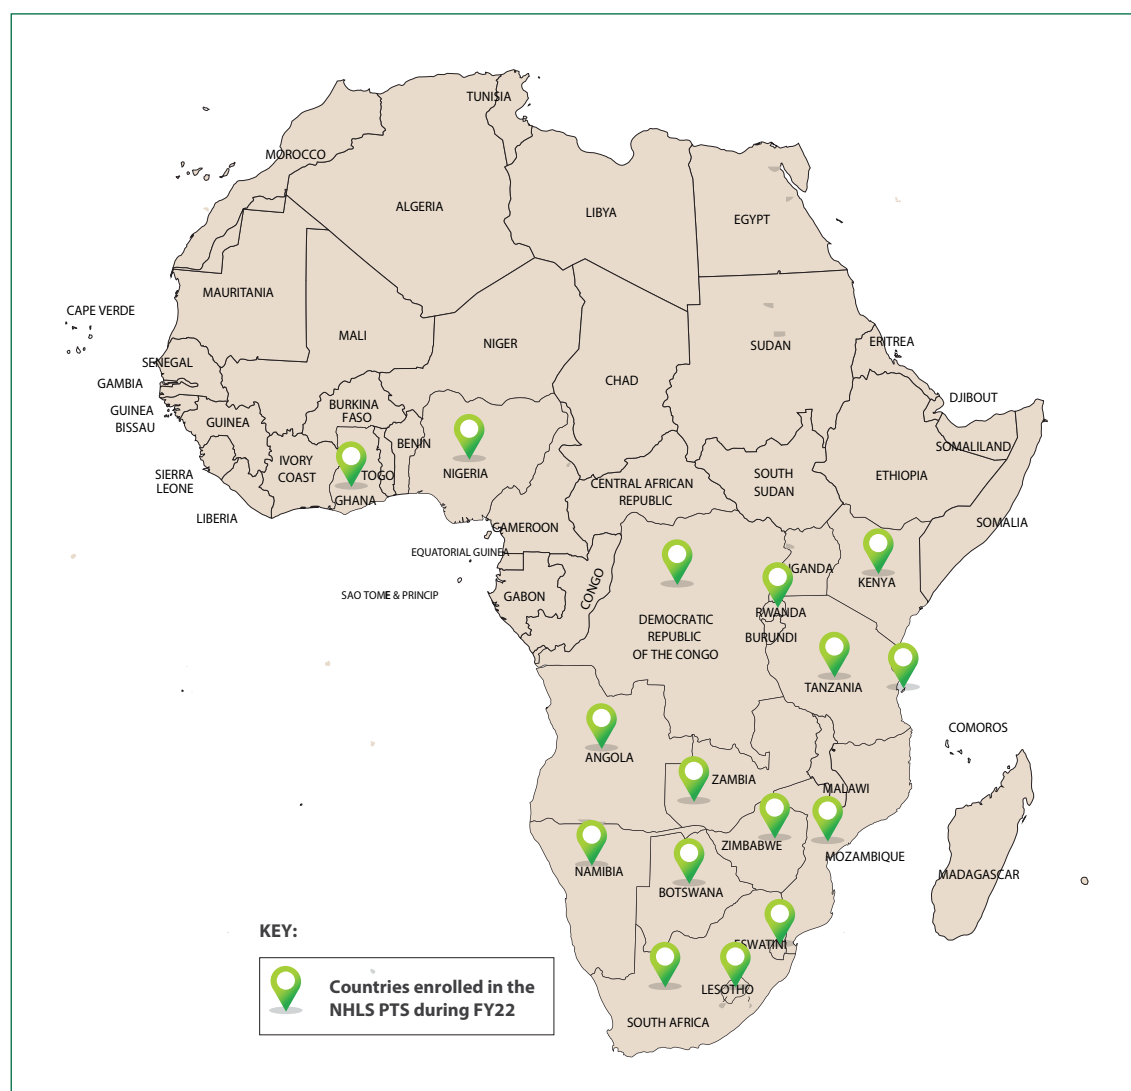 TUNISIA
MOROCCO
ALGERIA
LIBYA
EGYPT
MAURITANIA
CAPE VERDE
MALI
NIGER
SUDAN
ERITREA
SENEGAL
CHAD
GAMBIA
DJIBOUT
GUINEA
BISSAU
GUINEA
BURKINA
FASO
BENIN
SOMALILAND
IVORY
COAST
TOGO
NIGERIA
SOUTH
SUDAN
ETHIOPIA
SIERRA
LEONE
CENTRAL AFRICAN
REPUBLIC
GHANA
LIBERIA
CAMEROON
SOMALIA
EQUATORIAL GUINEA
UGANDA
KENYA
CONGO
SAO TOME & PRINCIP
GABON
RWANDA
DEMOCRATIC
REPUBLIC
OF THE CONGO
BURUNDI
TANZANIA
COMOROS
ANGOLA
ZAMBIA
MALAWI
ZIMBABWE
MOZAMBIQUE
NAMIBIA
MADAGASCAR
BOTSWANA
KEY:
ESWATINI
Countries enrolled in the
NHLS PTS during FY22
LESOTHO
SOUTH AFRICA